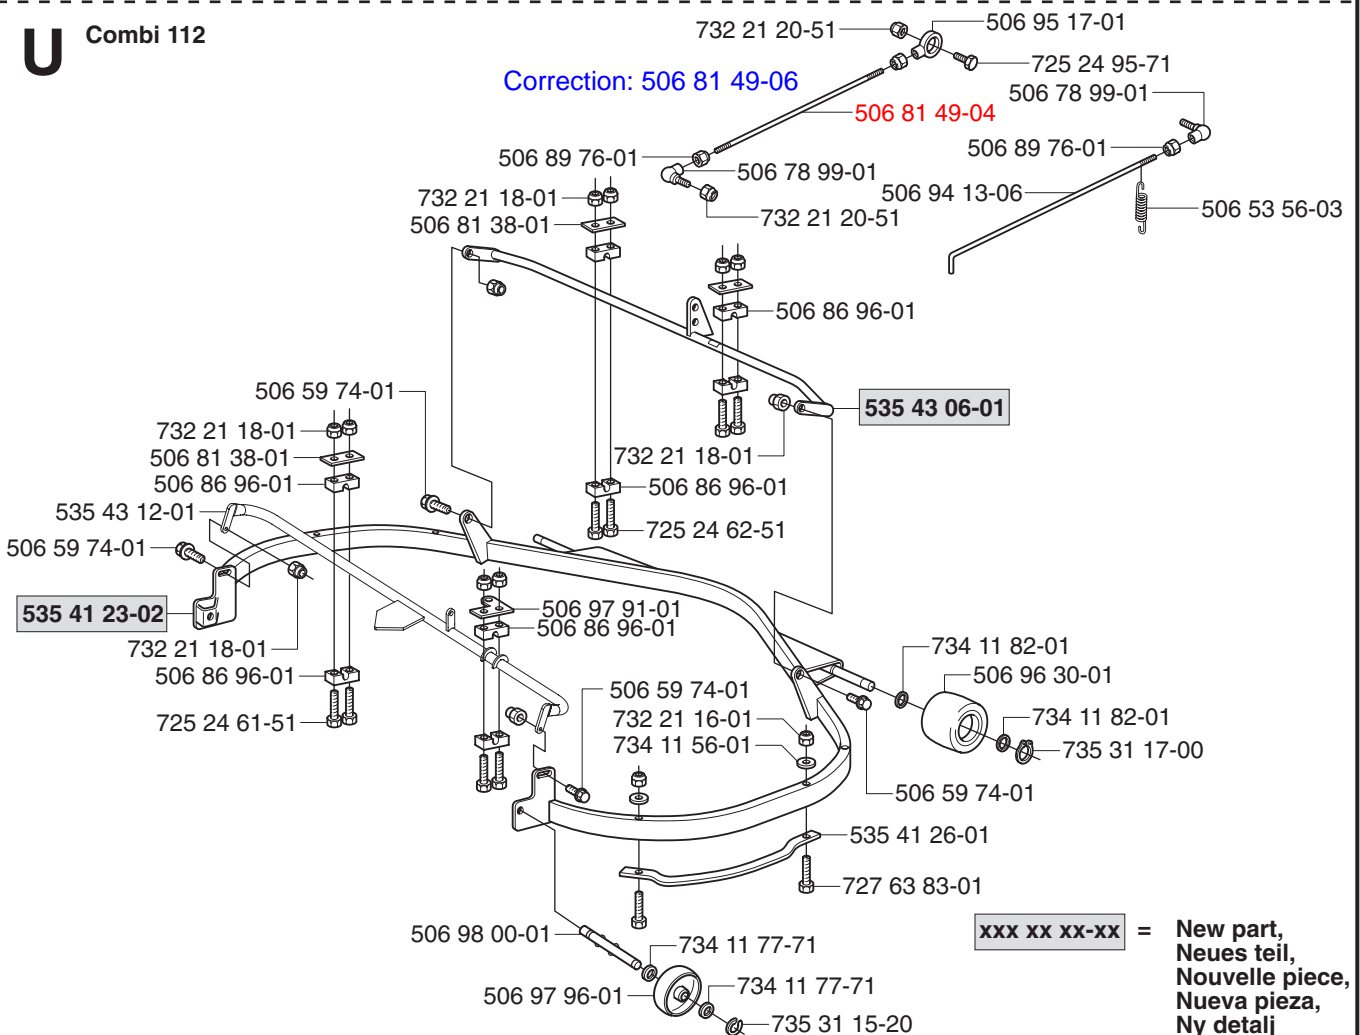 U Combi 112
732 21 20-51
506 95 17-01
725 24 95-71
Correction: 506 81 49-06
506 78 99-01
506 81 49-04
506 89 76-01
506 89 76-01
506 78 99-01
506 94 13-06
732 21 18-01
732 21 20-51
506 53 56-03
506 81 38-01
506 86 96-01
506 59 74-01
535 43 06-01
732 21 18-01
506 81 38-01
732 21 18-01
506 86 96-01
506 86 96-01
535 43 12-01
725 24 62-51
506 59 74-01
535 41 23-02
506 97 91-01
506 86 96-01
732 21 18-01
734 11 82-01
506 86 96-01
506 96 30-01
506 59 74-01
725 24 61-51
732 21 16-01
734 11 82-01
734 11 56-01
735 31 17-00
506 59 74-01
535 41 26-01
727 63 83-01
506 98 00-01
734 11 77-71
506 97 96-01
734 11 77-71
735 31 15-20
xxx xx xx-xx = New part,
Neues teil,
Nouvelle piece,
Nueva pieza,
Ny detalj